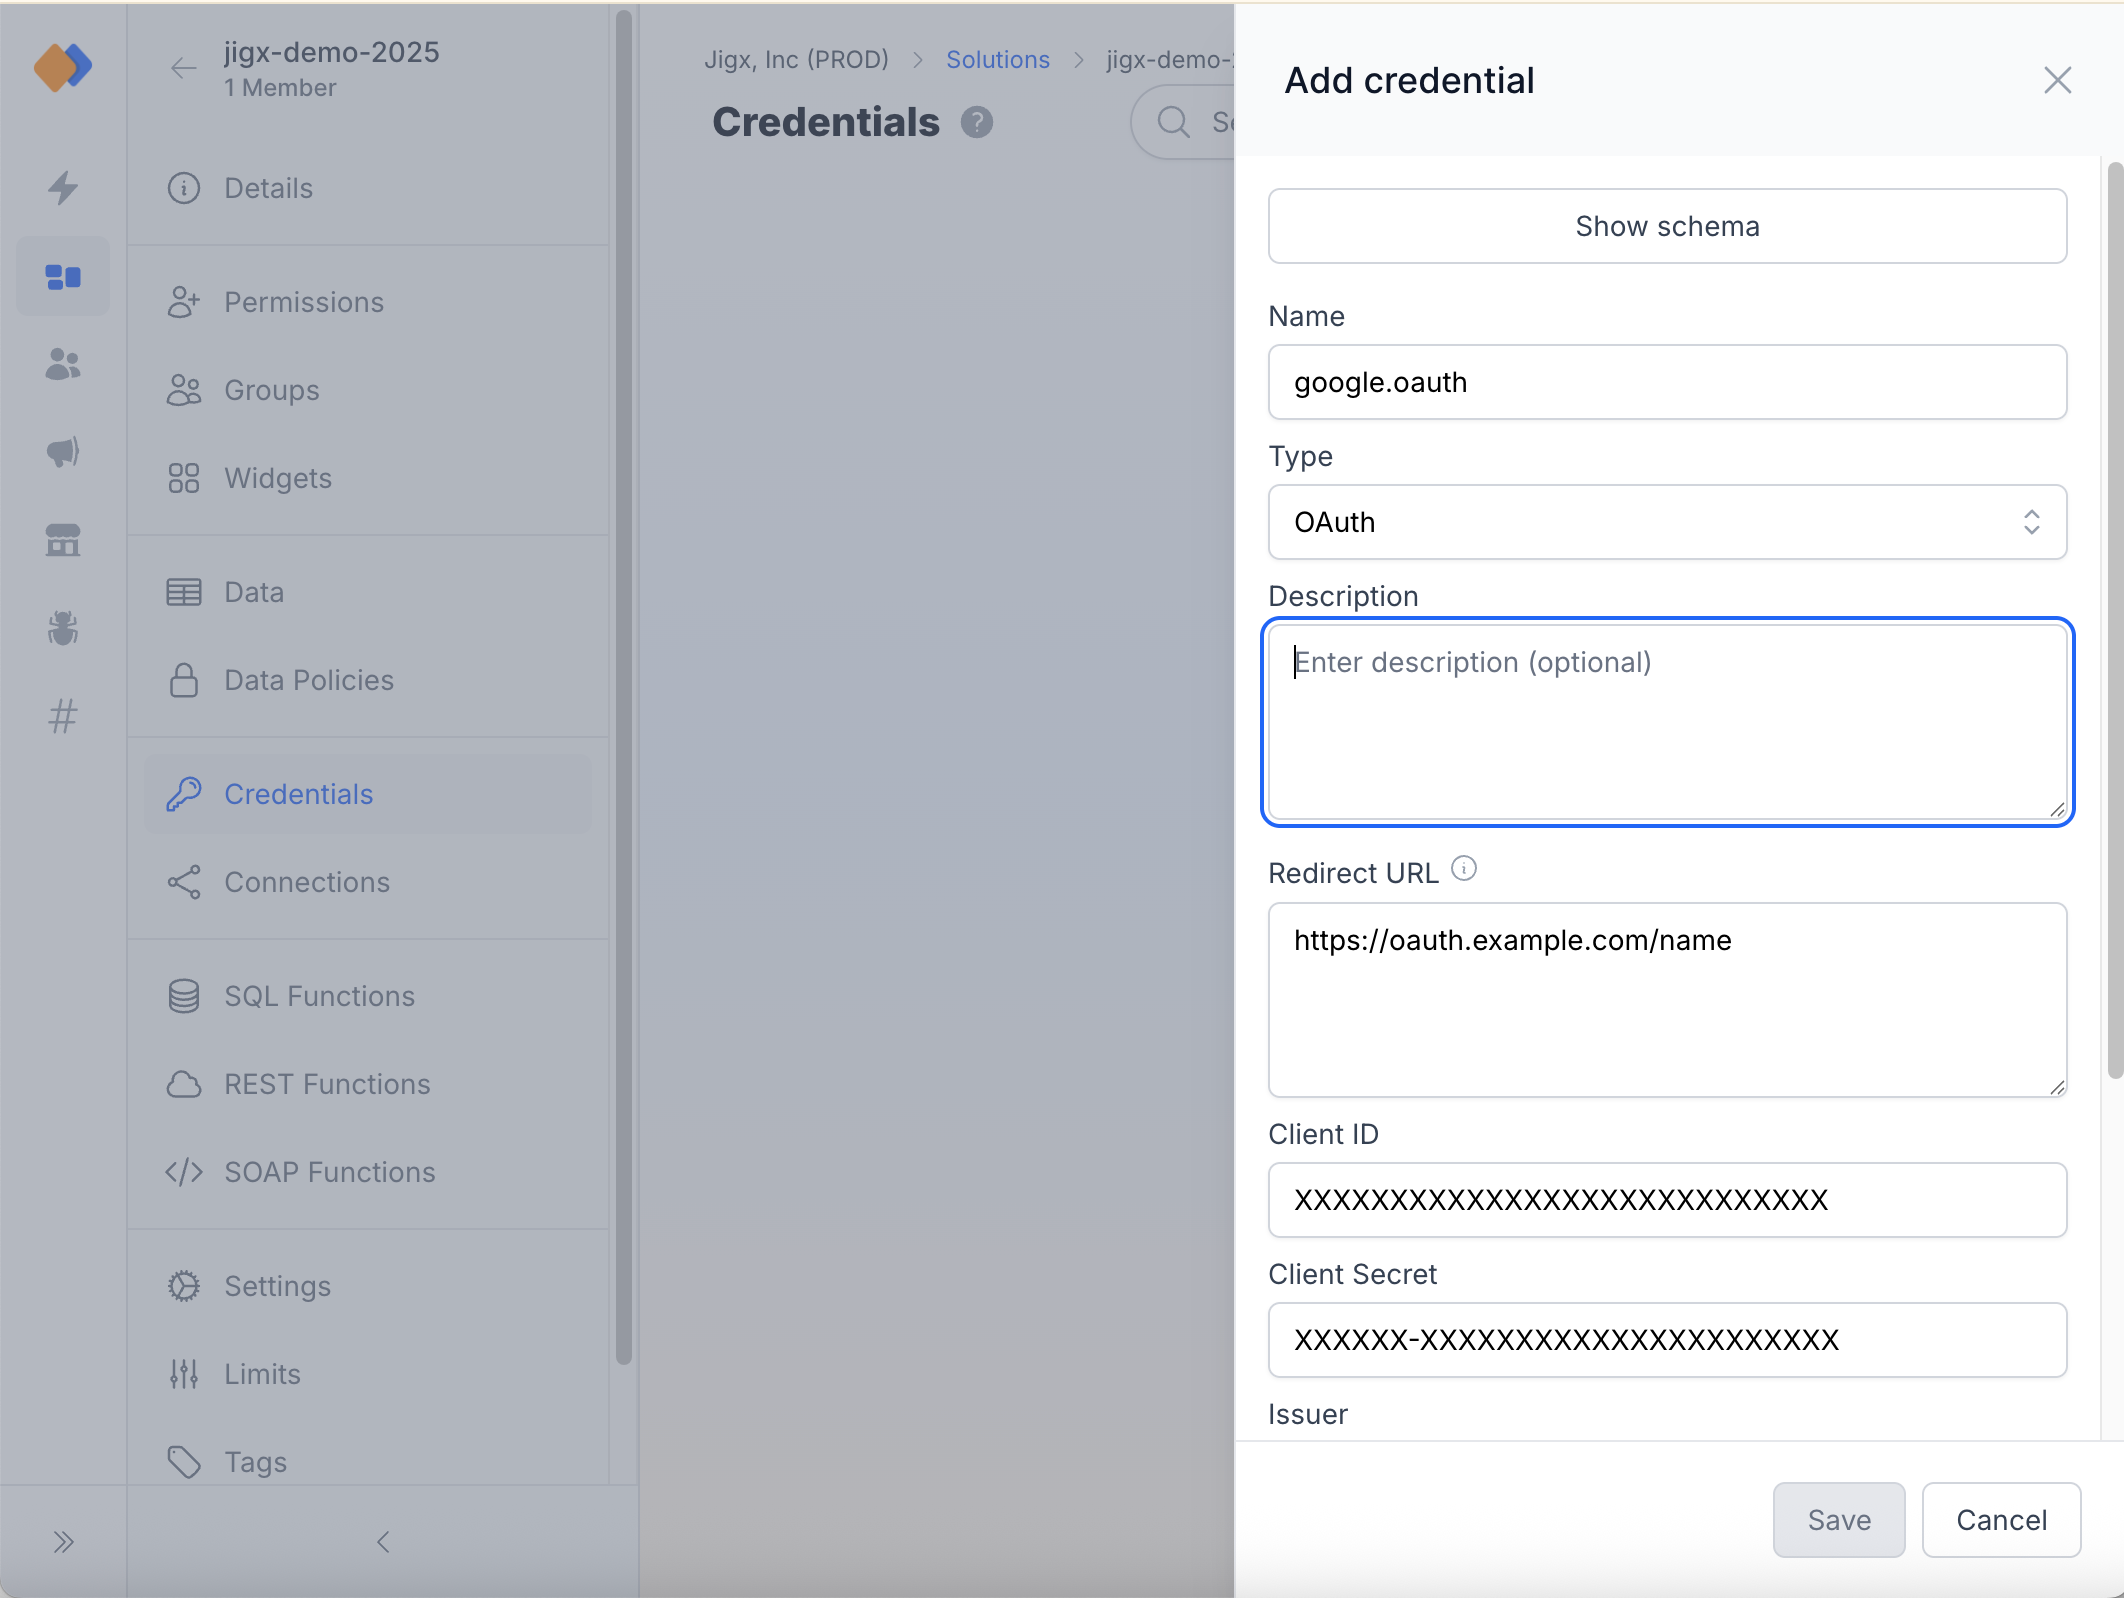 jigx-demo-2025
1 Member
Details
Permissions
Groups
Widgets
Data
Data Policies
Credentials
Connections
SQL Functions
REST Functions
SOAP Functions
Settings
Limits
Tags
Jigx, Inc (PROD) > Solutions > jigx-demo-
Credentials ?
Add credential
Show schema
Name
google.oauth
Type
OAuth
Description
Enter description (optional)
Redirect URL
https://oauth.example.com/name
Client ID
XXXXXXXXXXXXXXXXXXXXXXXXXXXX
Client Secret
XXXXXX-XXXXXXXXXXXXXXXXXXXXXX
Issuer
Save Cancel